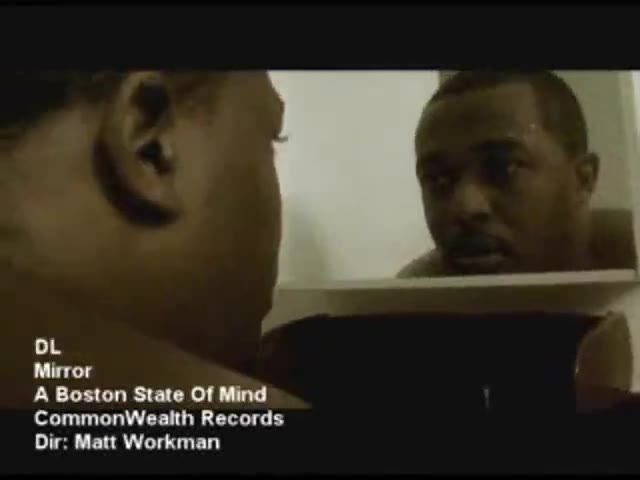 DL
Mirror
A Boston State Of Mind
CommonWealth Records
Dir: Matt Workman